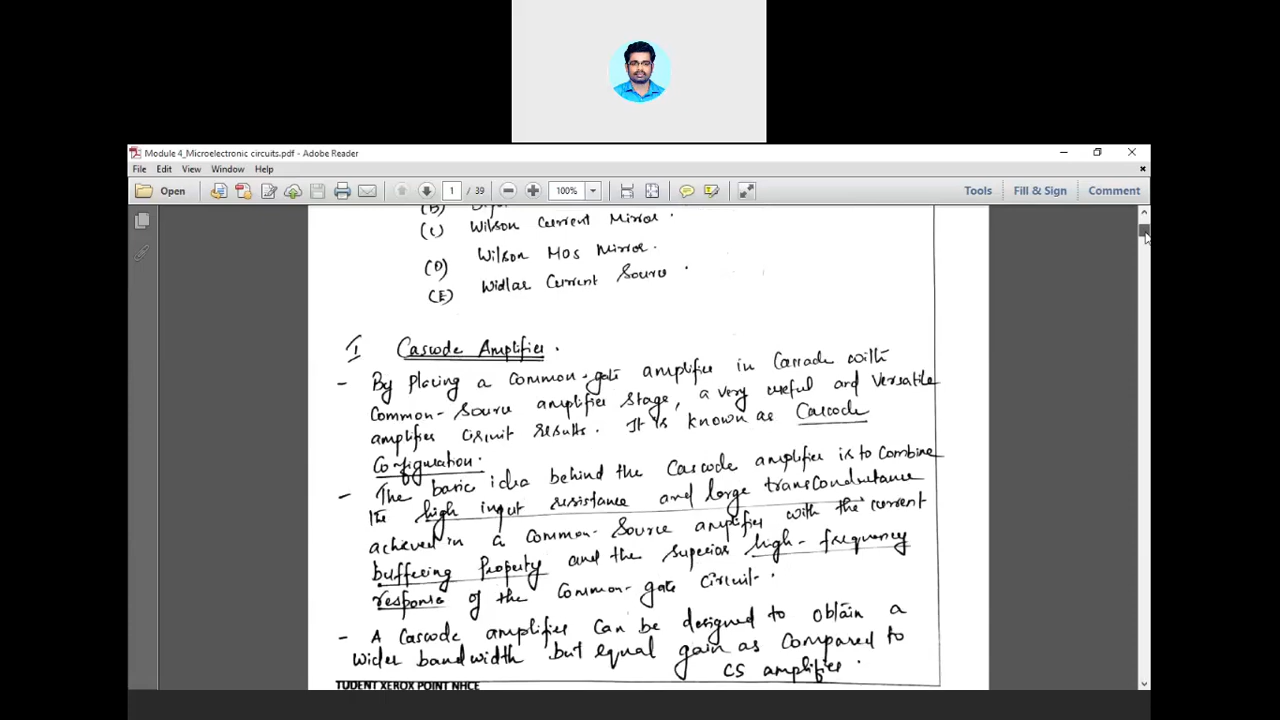 Module 4_Microelectronic circuits.pdf - Adobe Reader
File Edit View Window Help
Open 1 / 39 100% Tools Fill & Sign Comment
(B)
(C) Wilson Current Mirror.
(D) Wilson MOS Mirror.
(E) Widlar Current Source.
I Cascode Amplifier.
- By placing a common-gate amplifier in Cascade with
Common-Source amplifier stage, a very useful and versatile
amplifier circuit results. It is known as Cascode
Configuration.
- The basic idea behind the Cascode amplifier is to combine
the high input resistance and large transconductance
achieved in a Common-Source amplifier with the current
buffering Property and the superior high-frequency
response of the Common-gate circuit.
- A Cascode amplifier Can be designed to obtain a
wider bandwidth but equal gain as Compared to
CS amplifier.
TUDENT XEROX POINT NHCE